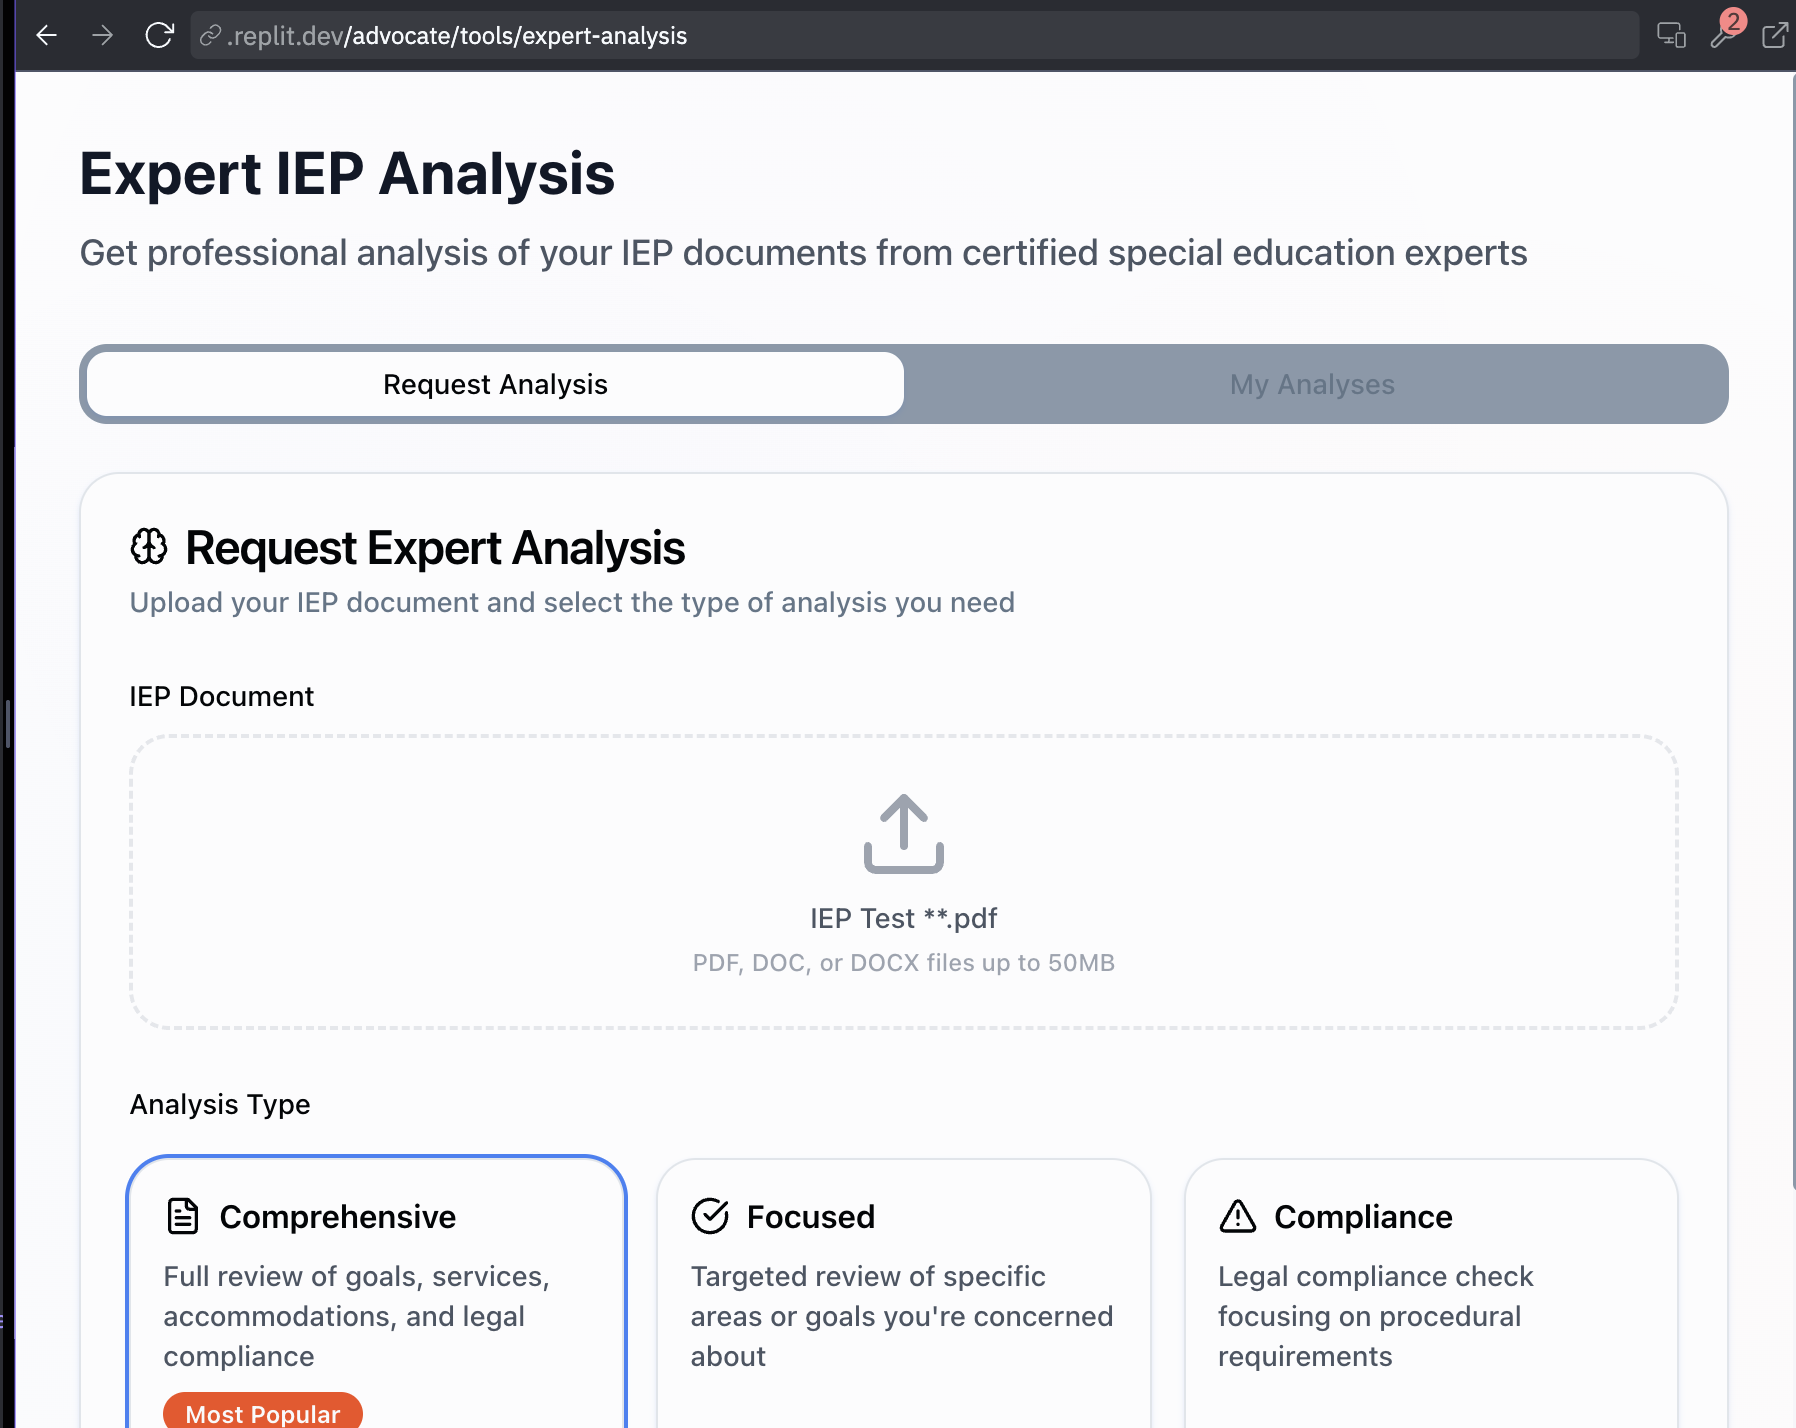 .replit.dev/advocate/tools/expert-analysis
2
Expert IEP Analysis
Get professional analysis of your IEP documents from certified special education experts
Request Analysis
My Analyses
Request Expert Analysis
Upload your IEP document and select the type of analysis you need
IEP Document
IEP Test **.pdf
PDF, DOC, or DOCX files up to 50MB
Analysis Type
Comprehensive
Full review of goals, services,
accommodations, and legal
compliance
Most Popular
Focused
Targeted review of specific
areas or goals you're concerned
about
Compliance
Legal compliance check
focusing on procedural
requirements